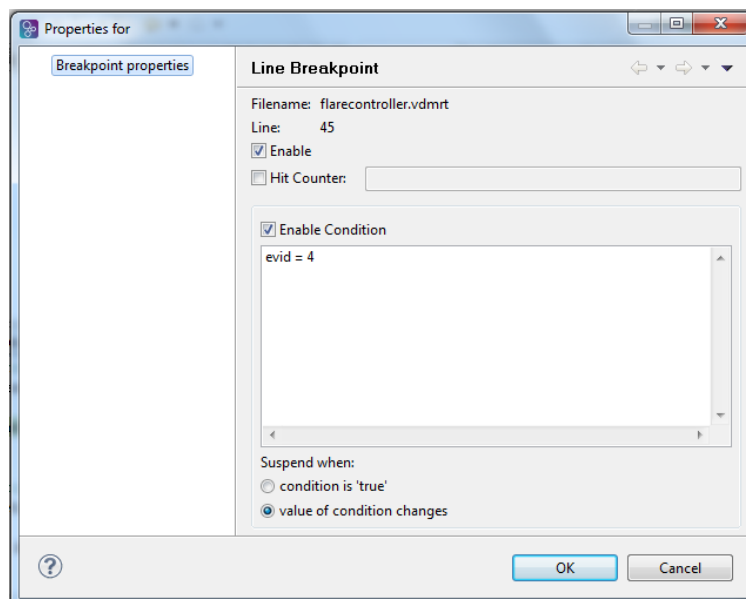 Properties for
Breakpoint properties
Line Breakpoint
Filename: flarecontroller.vdmrt
Line: 45
Enable
Hit Counter:
Enable Condition
evid = 4
Suspend when:
condition is 'true'
value of condition changes
?
OK
Cancel